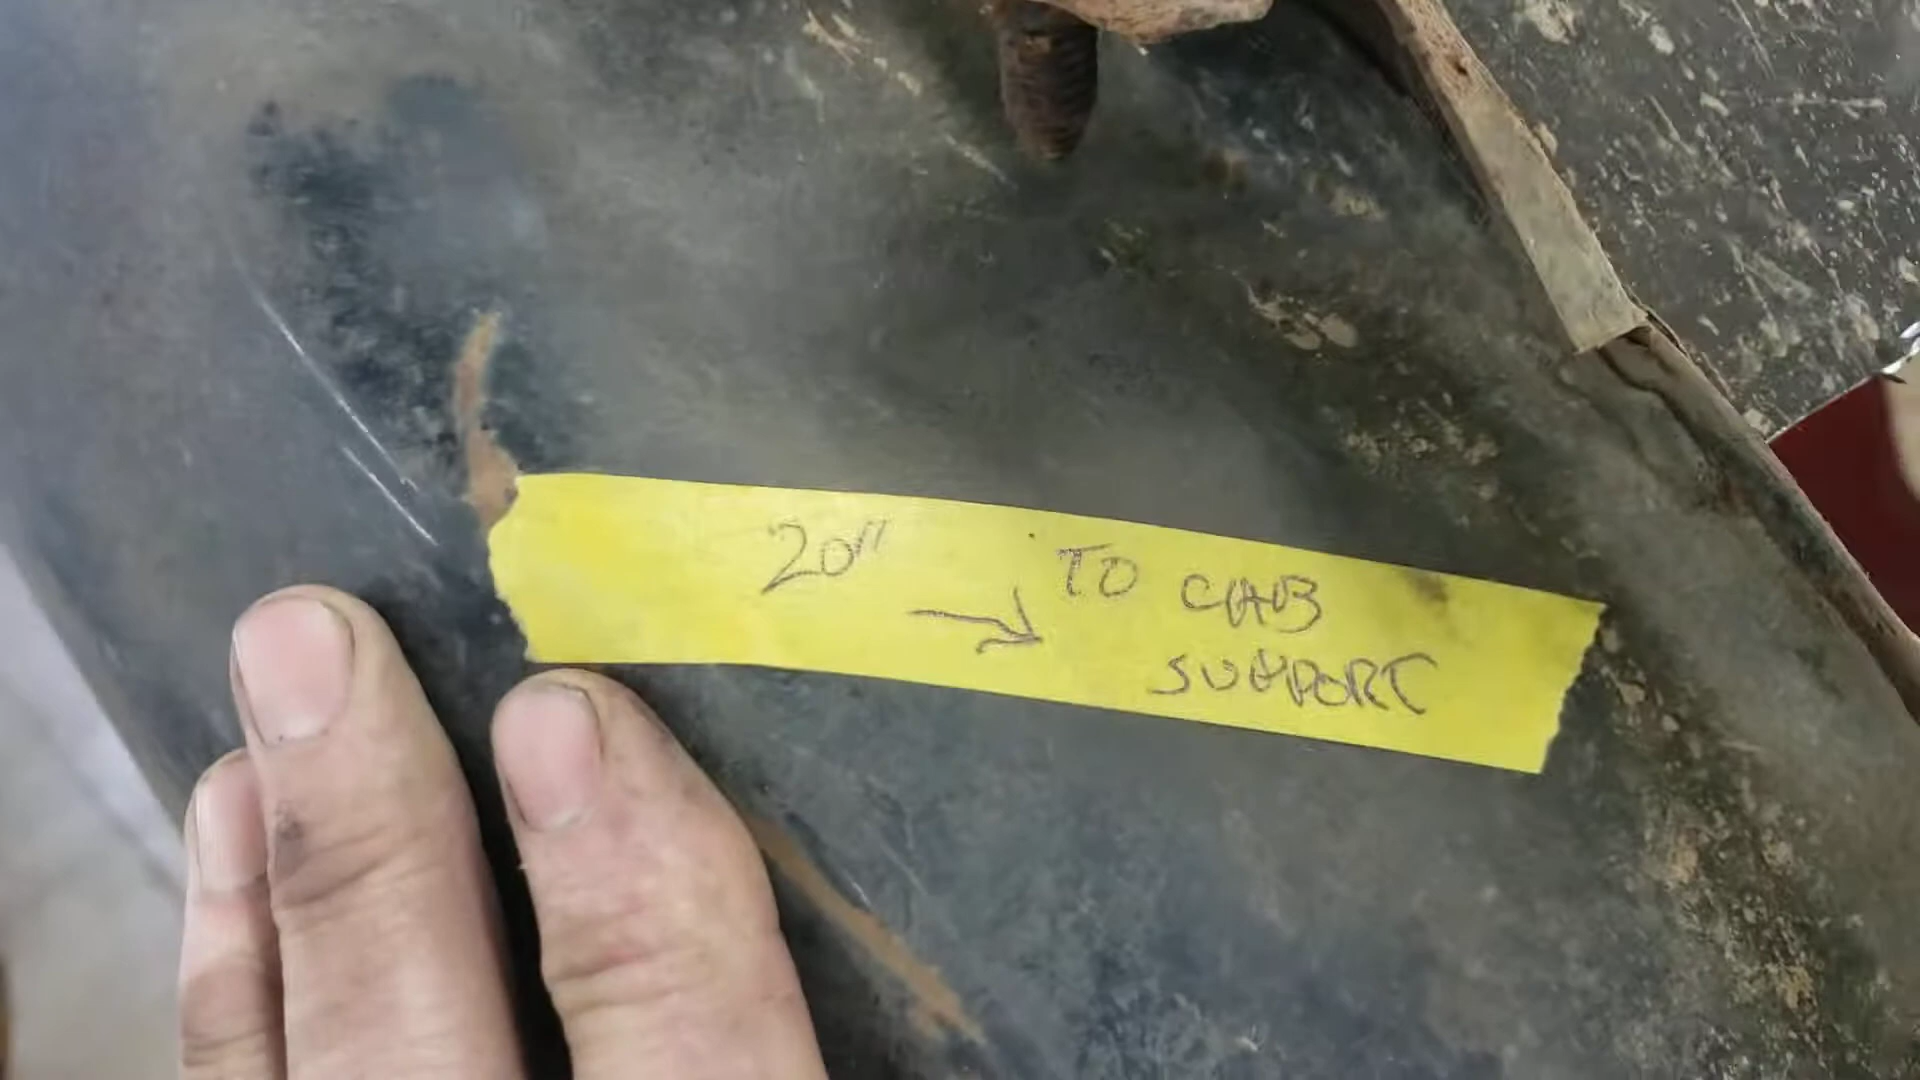 20" TO CAB
→ SUPPORT